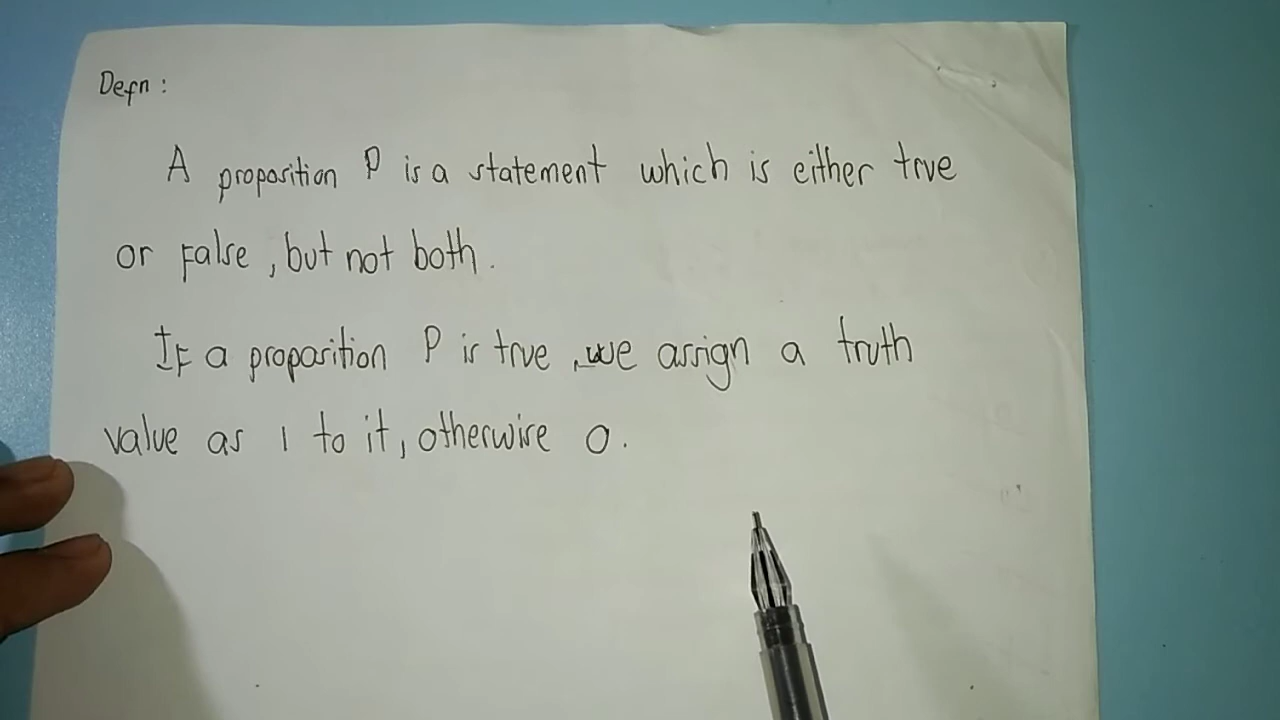 Defn :
A proposition P is a statement which is either true
or false , but not both .
If a proposition P is true , we assign a truth
value as 1 to it , otherwise 0 .